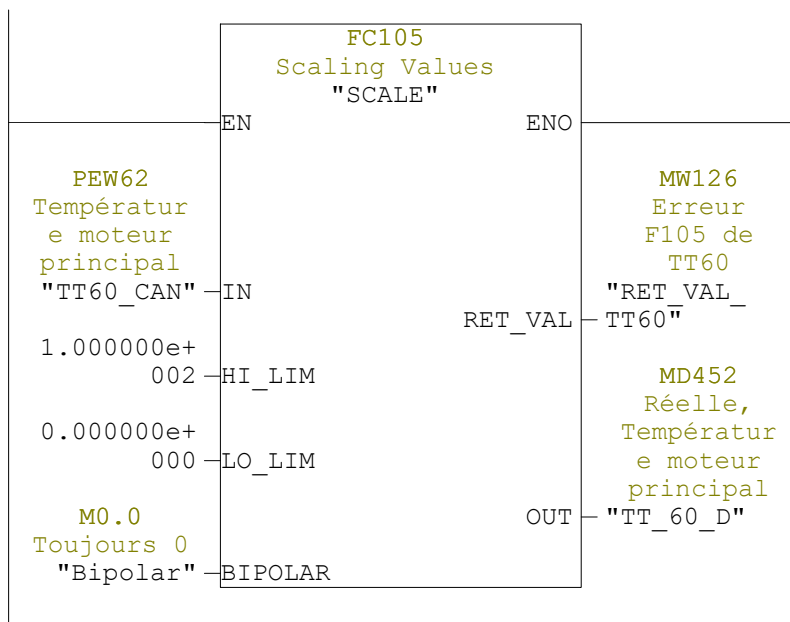 FC105
Scaling Values
"SCALE"
EN
ENO
PEW62
Températur
e moteur
principal
"TT60_CAN"
IN
MW126
Erreur
F105 de
TT60
"RET_VAL_
TT60"
RET_VAL
1.000000e+
002
HI_LIM
MD452
Réelle,
Températur
e moteur
principal
"TT_60_D"
OUT
0.000000e+
000
LO_LIM
M0.0
Toujours 0
"Bipolar"
BIPOLAR